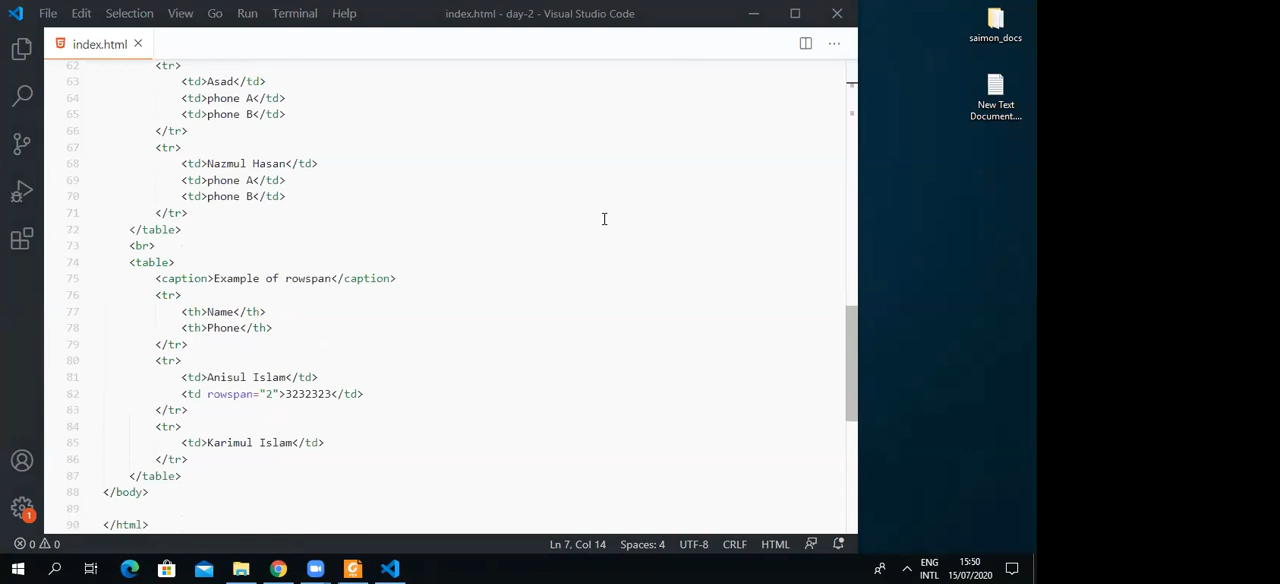 File Edit Selection View Go Run Terminal Help index.html - day-2 - Visual Studio Code
index.html
62 <tr>
63 <td>Asad</td>
64 <td>phone A</td>
65 <td>phone B</td>
66 </tr>
67 <tr>
68 <td>Nazmul Hasan</td>
69 <td>phone A</td>
70 <td>phone B</td>
71 </tr>
72 </table>
73 <br>
74 <table>
75 <caption>Example of rowspan</caption>
76 <tr>
77 <th>Name</th>
78 <th>Phone</th>
79 </tr>
80 <tr>
81 <td>Anisul Islam</td>
82 <td rowspan="2">3232323</td>
83 </tr>
84 <tr>
85 <td>Karimul Islam</td>
86 </tr>
87 </table>
88 </body>
89
90 </html>
1
0 0 Ln 7, Col 14 Spaces: 4 UTF-8 CRLF HTML
saimon_docs
New Text
Document....
ENG
INTL
15:50
15/07/2020